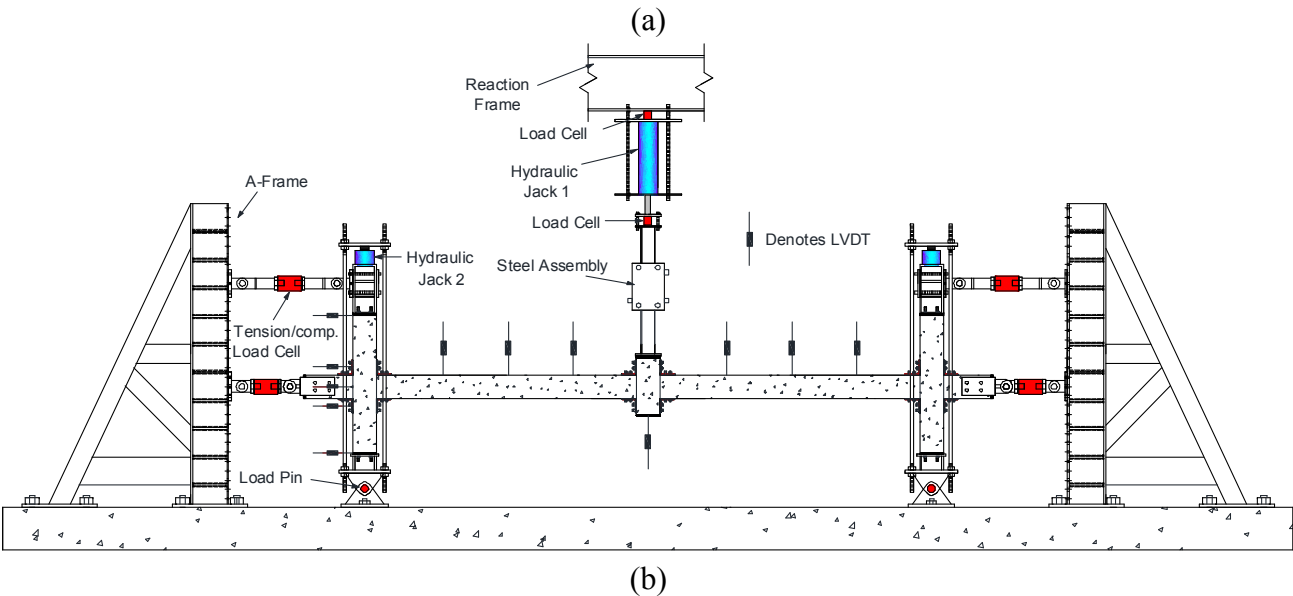 (a)
Reaction
Frame
Load Cell
Hydraulic
Jack 1
A-Frame
Load Cell
Denotes LVDT
Hydraulic
Jack 2
Steel Assembly
Tension/comp.
Load Cell
Load Pin
(b)